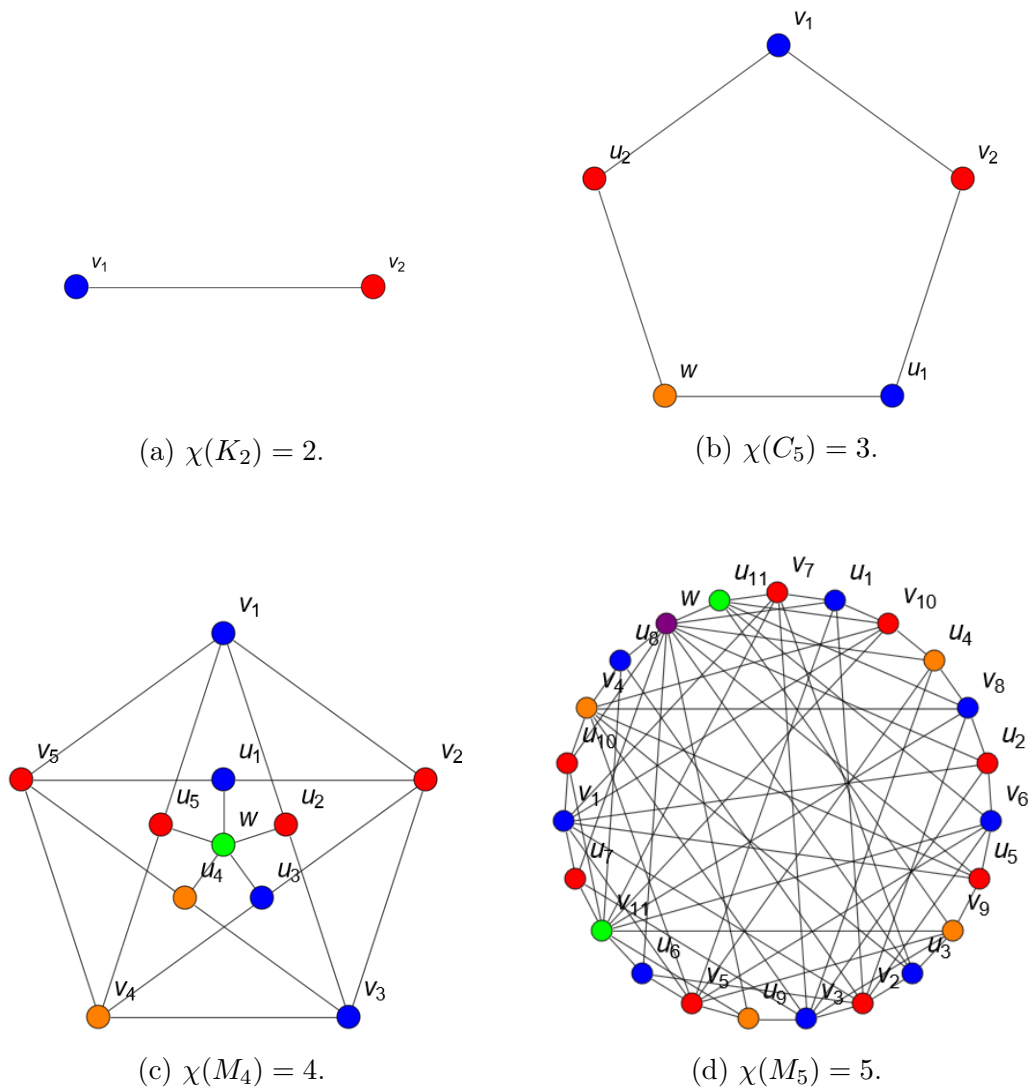 v₁
v₂
(a) χ(K₂) = 2.
v₁
u₂
v₂
w
u₁
(b) χ(C₅) = 3.
v₁
v₅
u₁
v₂
u₅
u₂
w
u₄
u₃
v₄
v₃
(c) χ(M₄) = 4.
v₇
u₁₁
u₁
w
v₁₀
u₈
u₄
v₄
v₈
u₁₀
u₂
v₁
v₆
u₇
u₅
v₁₁
v₉
u₆
u₃
v₅
u₉
v₃
v₂
(d) χ(M₅) = 5.